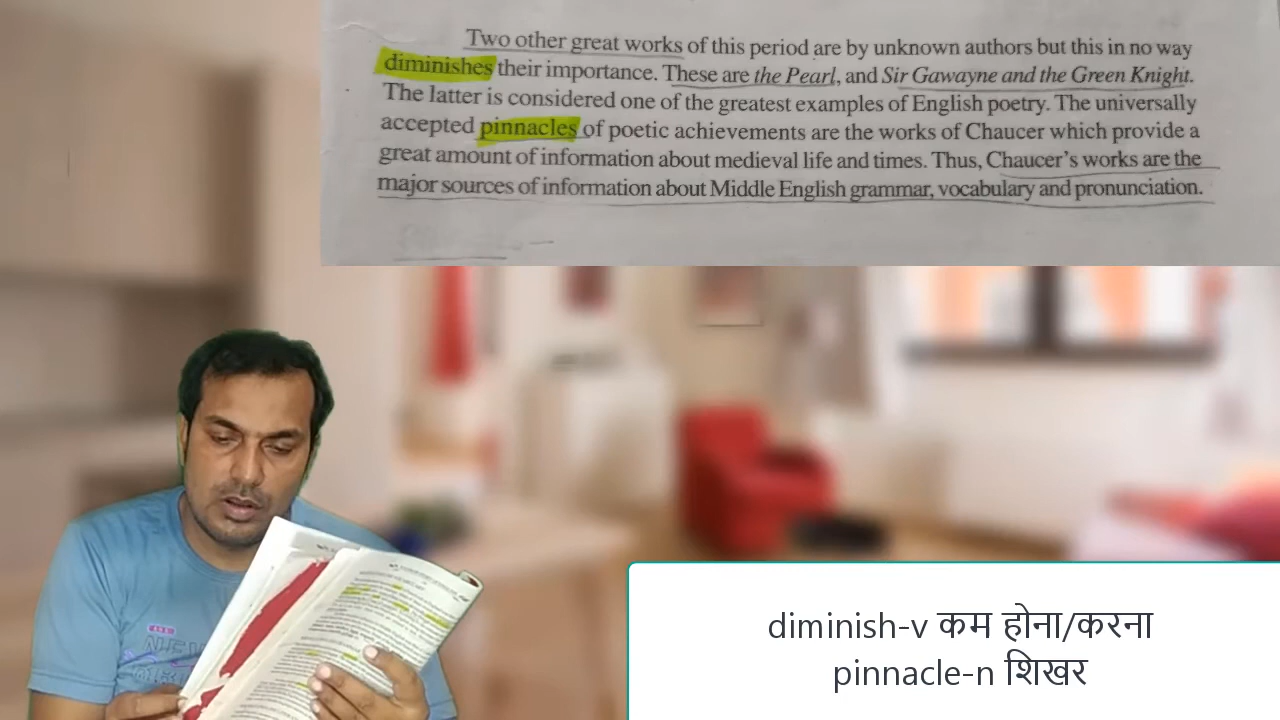 Two other great works of this period are by unknown authors but this in no way
diminishes their importance. These are the Pearl, and Sir Gawayne and the Green Knight.
The latter is considered one of the greatest examples of English poetry. The universally
accepted pinnacles of poetic achievements are the works of Chaucer which provide a
great amount of information about medieval life and times. Thus, Chaucer's works are the
major sources of information about Middle English grammar, vocabulary and pronunciation.
diminish-v कम होना/करना
pinnacle-n शिखर